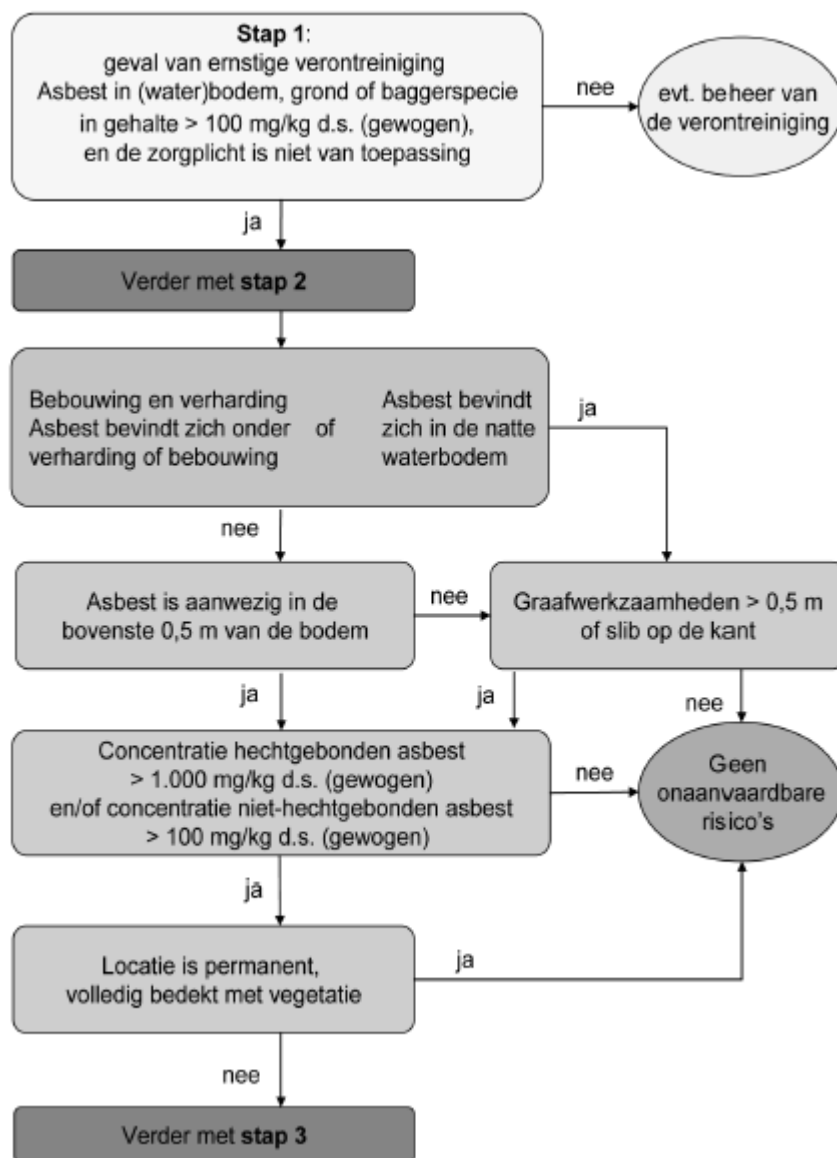 Stap 1:
geval van ernstige verontreiniging
Asbest in (water)bodem, grond of baggerspecie
in gehalte > 100 mg/kg d.s. (gewogen),
en de zorgplicht is niet van toepassing
nee
evt. beheer van
de verontreiniging
ja
Verder met stap 2
Bebouwing en verharding
Asbest bevindt zich onder
verharding of bebouwing
of
Asbest bevindt
zich in de natte
waterbodem
ja
nee
Asbest is aanwezig in de
bovenste 0,5 m van de bodem
nee
Graafwerkzaamheden > 0,5 m
of slib op de kant
ja
ja
nee
Concentratie hechtgebonden asbest
> 1.000 mg/kg d.s. (gewogen)
en/of concentratie niet-hechtgebonden asbest
> 100 mg/kg d.s. (gewogen)
nee
Geen
onaanvaardbare
risico's
ja
Locatie is permanent,
volledig bedekt met vegetatie
ja
nee
Verder met stap 3